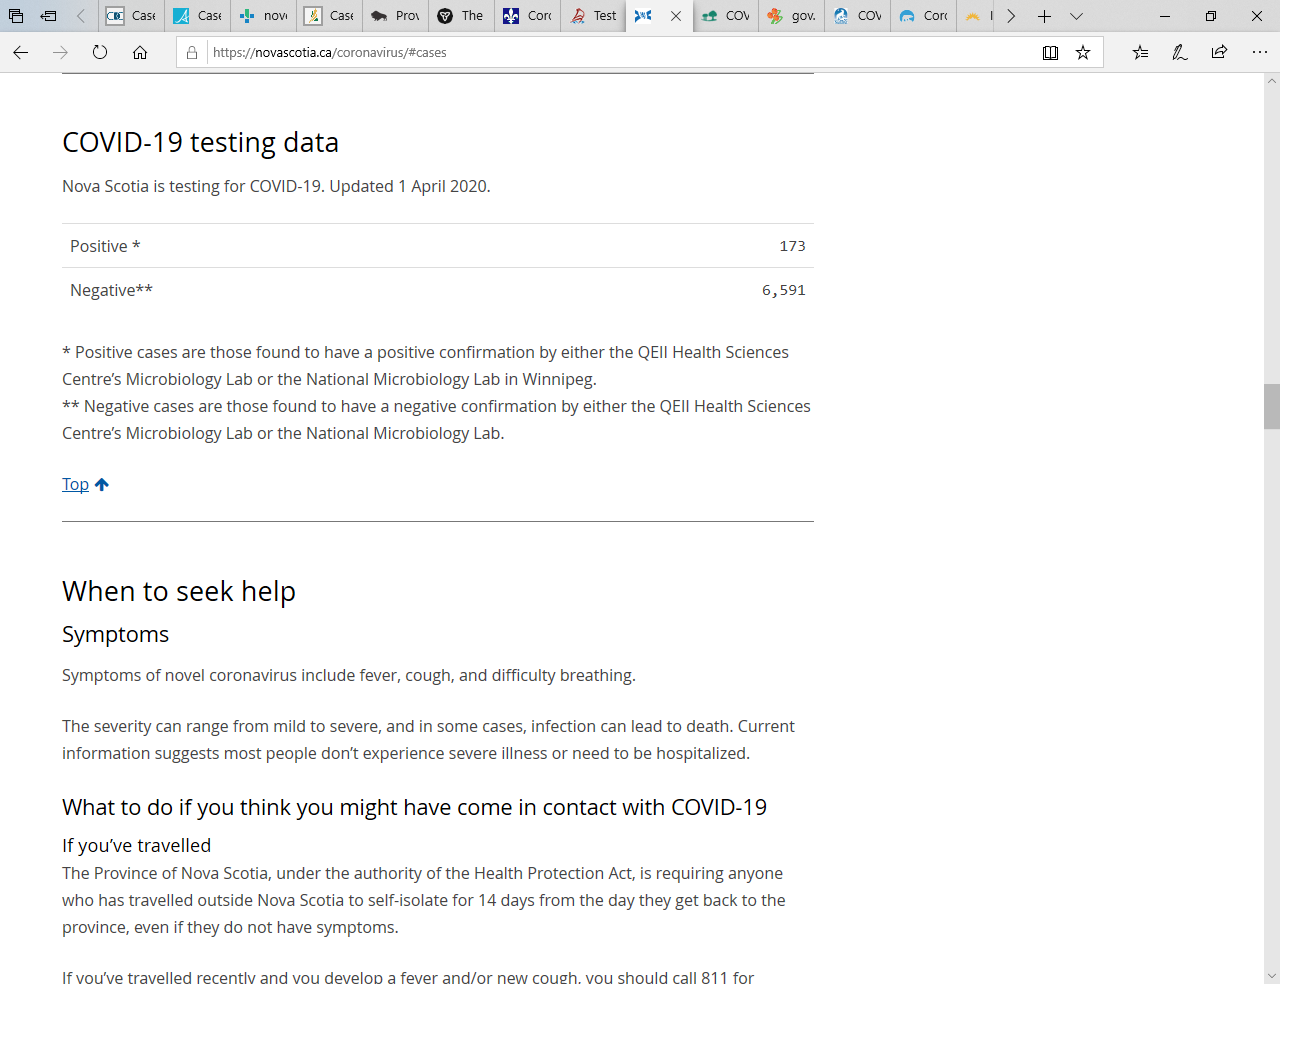 Case
Case
nov
Case
Prov
The
Cor
Test
COV
gov.
COV
Corc
https://novascotia.ca/coronavirus/#cases
COVID-19 testing data
Nova Scotia is testing for COVID-19. Updated 1 April 2020.
Positive * 173
Negative** 6,591
* Positive cases are those found to have a positive confirmation by either the QEII Health Sciences
Centre’s Microbiology Lab or the National Microbiology Lab in Winnipeg.
** Negative cases are those found to have a negative confirmation by either the QEII Health Sciences
Centre’s Microbiology Lab or the National Microbiology Lab.
Top
When to seek help
Symptoms
Symptoms of novel coronavirus include fever, cough, and difficulty breathing.
The severity can range from mild to severe, and in some cases, infection can lead to death. Current
information suggests most people don’t experience severe illness or need to be hospitalized.
What to do if you think you might have come in contact with COVID-19
If you’ve travelled
The Province of Nova Scotia, under the authority of the Health Protection Act, is requiring anyone
who has travelled outside Nova Scotia to self-isolate for 14 days from the day they get back to the
province, even if they do not have symptoms.
If you’ve travelled recently and you develop a fever and/or new cough, you should call 811 for